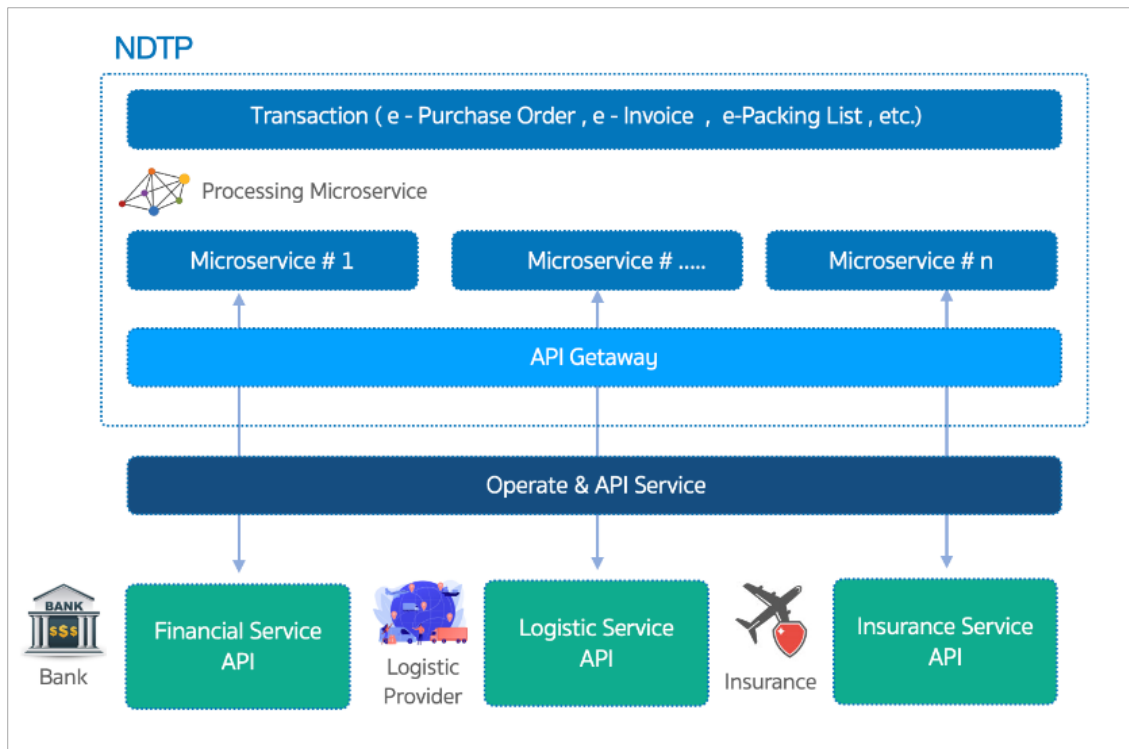 NDTP
Transaction ( e - Purchase Order , e - Invoice , e-Packing List , etc.)
Processing Microservice
Microservice # 1
Microservice # .....
Microservice # n
API Getaway
Operate & API Service
BANK
$$$
Bank
Financial Service
API
Logistic
Provider
Logistic Service
API
Insurance
Insurance Service
API